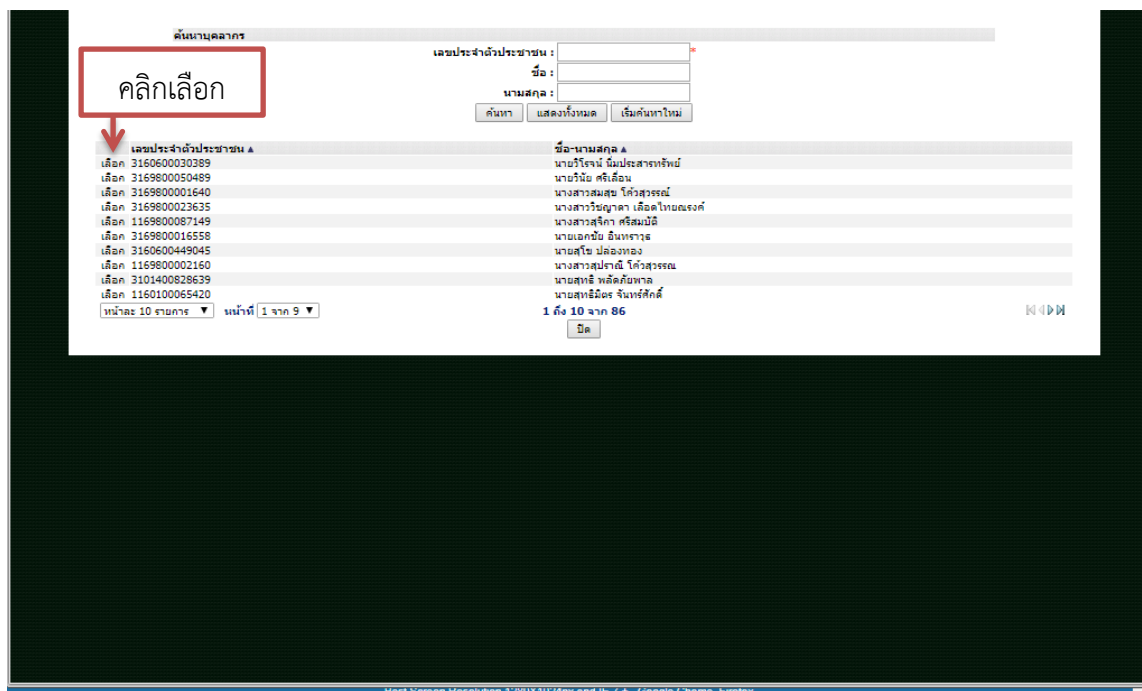 ค้นหาบุคลากร
เลขประจำตัวประชาชน : *
คลิกเลือก
ชื่อ :
นามสกุล :
ค้นหา แสดงทั้งหมด เริ่มค้นหาใหม่
เลขประจำตัวประชาชน ▲ ชื่อ-นามสกุล ▲
เลือก 3160600030389 นายวิโรจน์ นิ่มประสารทรัพย์
เลือก 3169800050489 นายวินัย ศรีเลื่อน
เลือก 3169800001640 นางสาวสมสุข โค้วสุวรรณ์
เลือก 3169800023635 นางสาววิชญาดา เลือดไทยณรงค์
เลือก 1169800087149 นางสาวสุจิกา ศรีสมบัติ
เลือก 3169800016558 นายเอกชัย อินทราวุธ
เลือก 3160600449045 นายสุโข ปล่องทอง
เลือก 1169800002160 นางสาวสุปราณี โค้วสุวรรณ
เลือก 3101400828639 นายสุทธิ พลัดภัยพาล
เลือก 1160100065420 นายสุทธิมิตร จันทร์ศักดิ์
หน้าละ 10 รายการ ▼ หน้าที่ 1 จาก 9 ▼ 1 ถึง 10 จาก 86
ปิด